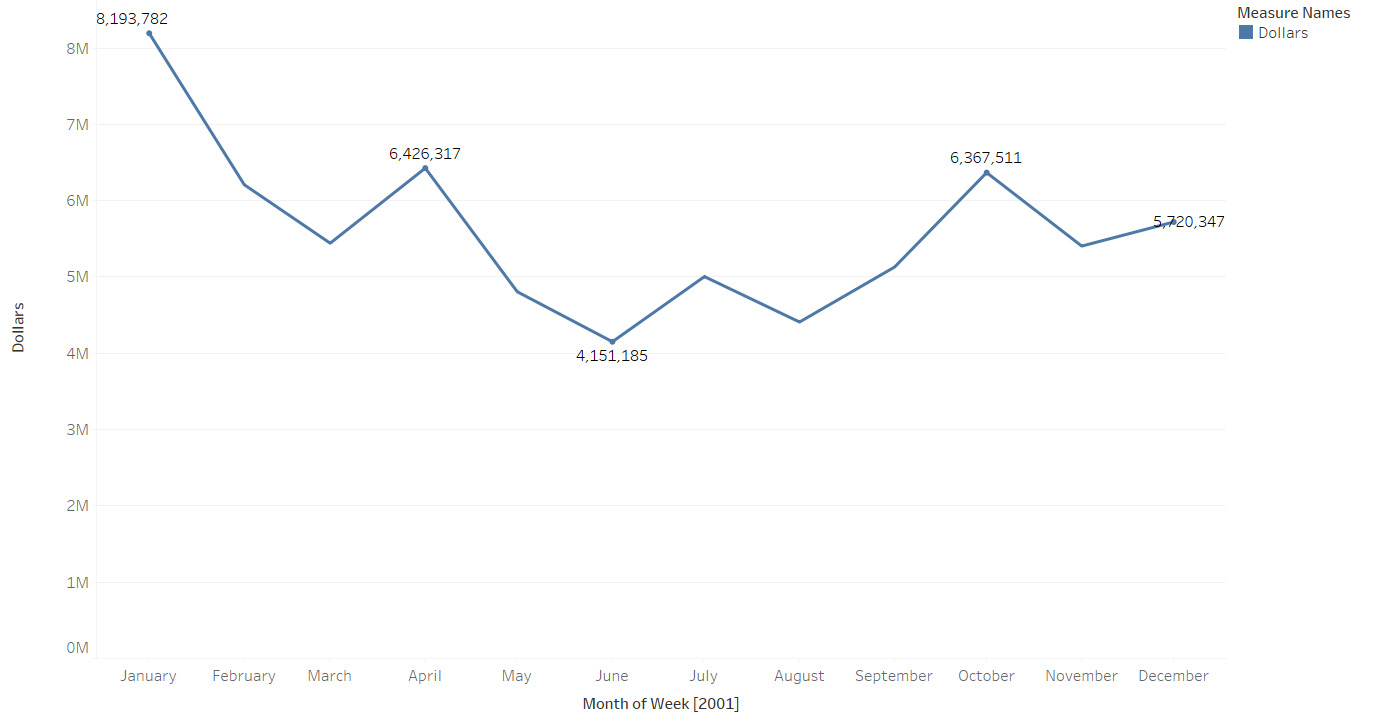 8,193,782
Measure Names
Dollars
8M
7M
6,426,317
6,367,511
6M
5,720,347
5M
Dollars
4M
4,151,185
3M
2M
1M
0M
January February March April May June July August September October November December
Month of Week [2001]